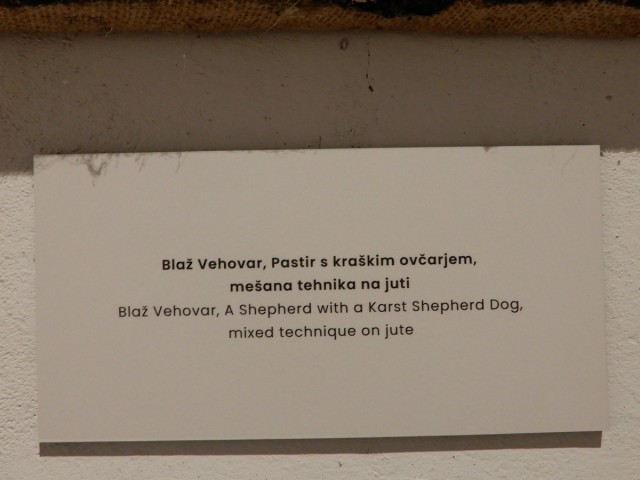 Blaž Vehovar, Pastir s kraškim ovčarjem,
mešana tehnika na juti
Blaž Vehovar, A Shepherd with a Karst Shepherd Dog,
mixed technique on jute